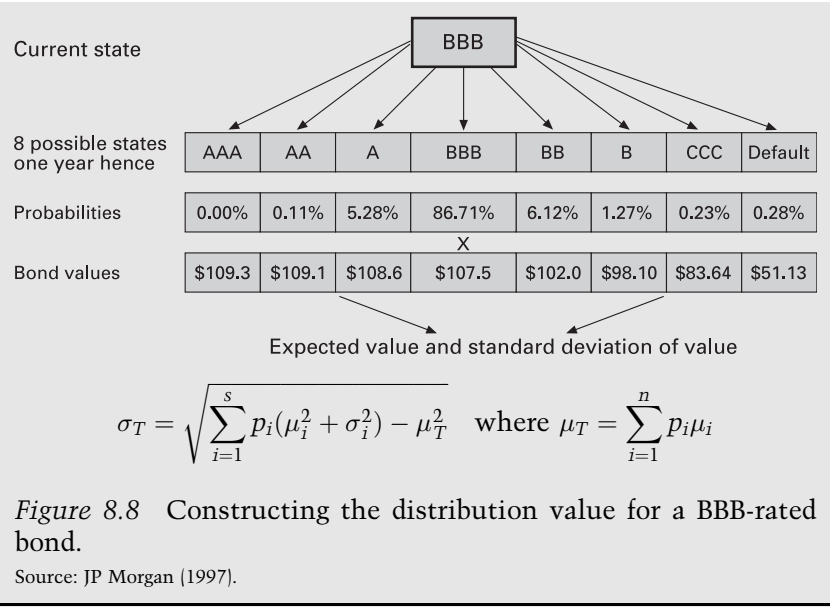 Current state
BBB
8 possible states
one year hence
AAA AA A BBB BB B CCC Default
Probabilities 0.00% 0.11% 5.28% 86.71% 6.12% 1.27% 0.23% 0.28%
X
Bond values $109.3 $109.1 $108.6 $107.5 $102.0 $98.10 $83.64 $51.13
Expected value and standard deviation of value
σ_T = √(∑_{i=1}^{s} p_i(μ_i^2 + σ_i^2) − μ_T^2) where μ_T = ∑_{i=1}^{n} p_iμ_i
Figure 8.8 Constructing the distribution value for a BBB-rated
bond.
Source: JP Morgan (1997).